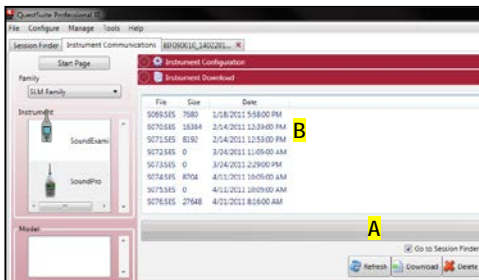 QuestSuite Professional II
File Configure Manage Tools Help
Session Finder Instrument Communications
Start Page
Instrument Configuration
Instrument Download
Family
SLM Family
Instrument
SoundExami
SoundPro
Model
File Size Date
S069.SES 7680 1/18/2011 5:58:00 PM
S070.SES 16384 2/14/2011 12:39:00 PM
S071.SES 8192 2/14/2011 12:53:00 PM
S072.SES 0 3/24/2011 11:09:00 AM
S073.SES 0 3/24/2011 2:29:00 PM
S074.SES 8704 4/11/2011 10:05:00 AM
S075.SES 0 4/11/2011 10:09:00 AM
S076.SES 27648 4/21/2011 8:16:00 AM
B
A
Go to Session Finder
Refresh Download Delete